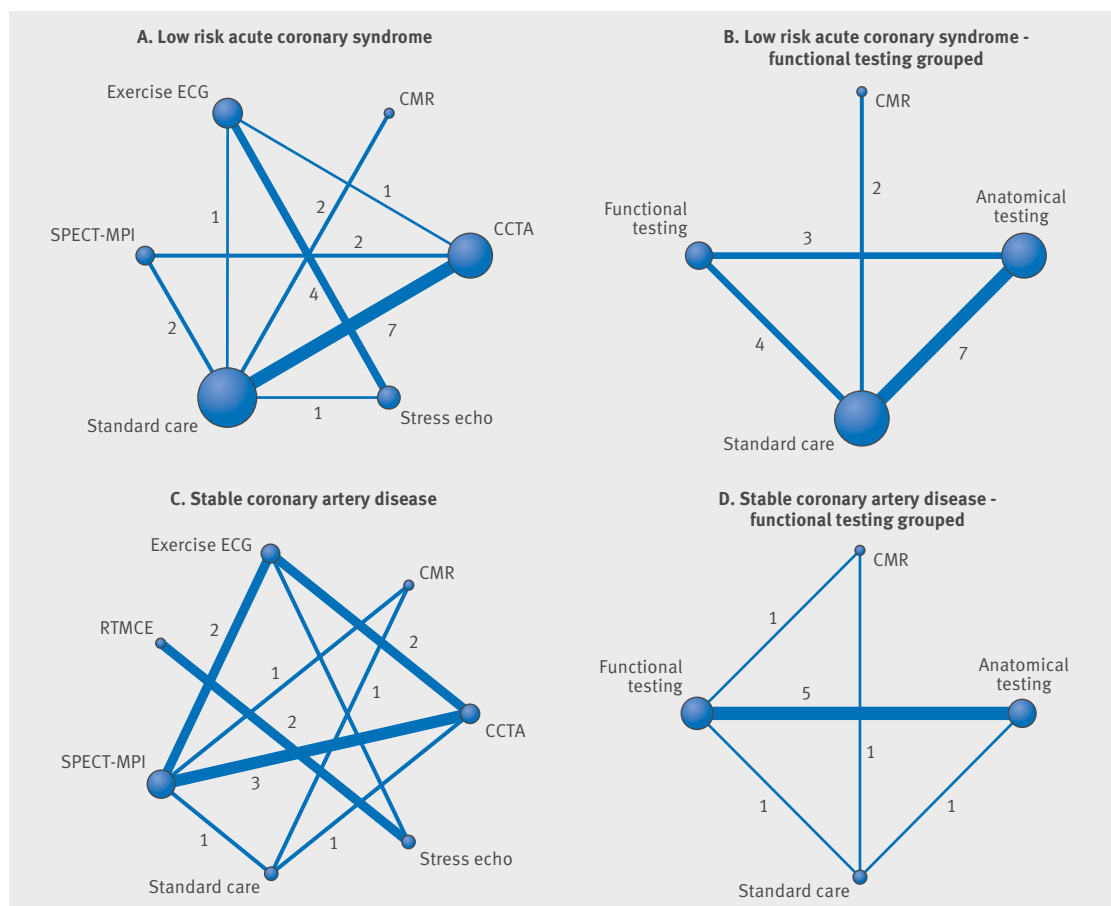 A. Low risk acute coronary syndrome
Exercise ECG
CMR
1
1
2
SPECT-MPI
2
CCTA
4
2
7
Standard care
1
Stress echo
B. Low risk acute coronary syndrome -
functional testing grouped
CMR
2
Functional
testing
3
Anatomical
testing
4
7
Standard care
C. Stable coronary artery disease
Exercise ECG
CMR
RTMCE
2
2
1
1
2
CCTA
SPECT-MPI
3
1
1
Stress echo
Standard care
D. Stable coronary artery disease -
functional testing grouped
CMR
1
Functional
testing
5
Anatomical
testing
1
1
1
Standard care